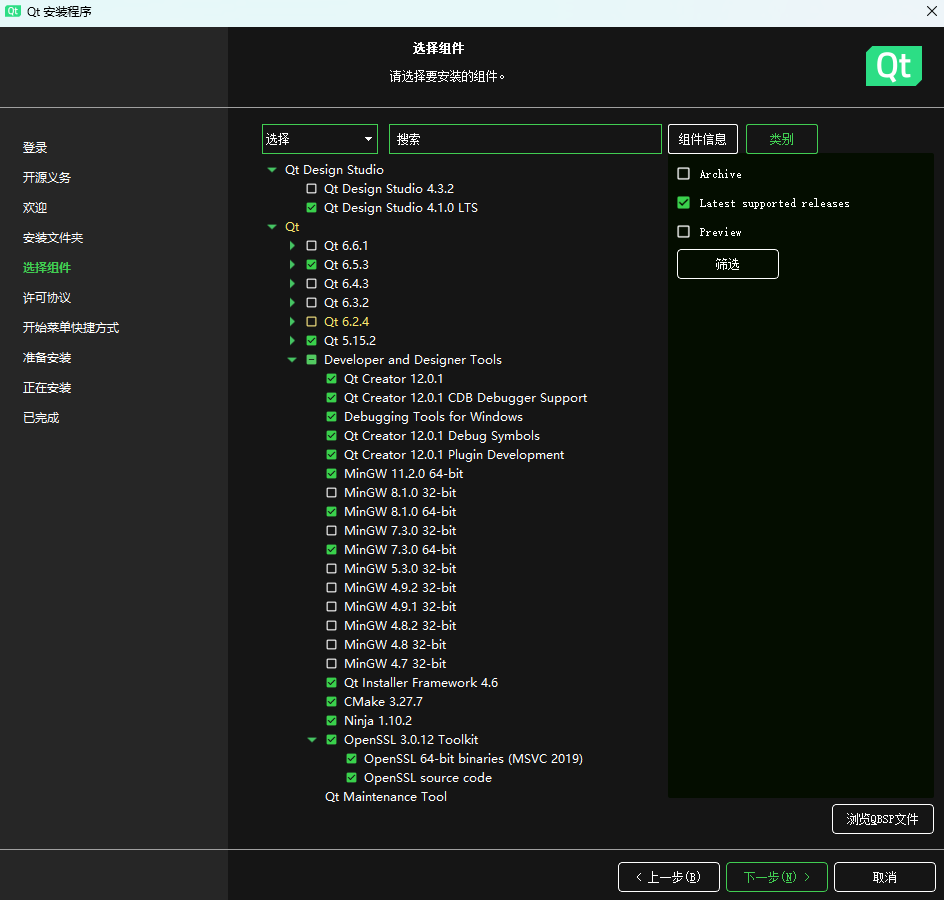 Qt Qt 安装程序
选择组件
请选择要安装的组件。
Qt
登录
开源义务
欢迎
安装文件夹
选择组件
许可协议
开始菜单快捷方式
准备安装
正在安装
已完成
选择
搜索
组件信息
类别
Qt Design Studio
Qt Design Studio 4.3.2
Qt Design Studio 4.1.0 LTS
Qt
Qt 6.6.1
Qt 6.5.3
Qt 6.4.3
Qt 6.3.2
Qt 6.2.4
Qt 5.15.2
Developer and Designer Tools
Qt Creator 12.0.1
Qt Creator 12.0.1 CDB Debugger Support
Debugging Tools for Windows
Qt Creator 12.0.1 Debug Symbols
Qt Creator 12.0.1 Plugin Development
MinGW 11.2.0 64-bit
MinGW 8.1.0 32-bit
MinGW 8.1.0 64-bit
MinGW 7.3.0 32-bit
MinGW 7.3.0 64-bit
MinGW 5.3.0 32-bit
MinGW 4.9.2 32-bit
MinGW 4.9.1 32-bit
MinGW 4.8.2 32-bit
MinGW 4.8 32-bit
MinGW 4.7 32-bit
Qt Installer Framework 4.6
CMake 3.27.7
Ninja 1.10.2
OpenSSL 3.0.12 Toolkit
OpenSSL 64-bit binaries (MSVC 2019)
OpenSSL source code
Qt Maintenance Tool
Archive
Latest supported releases
Preview
筛选
浏览QBSP文件
< 上一步(B)
下一步(N) >
取消